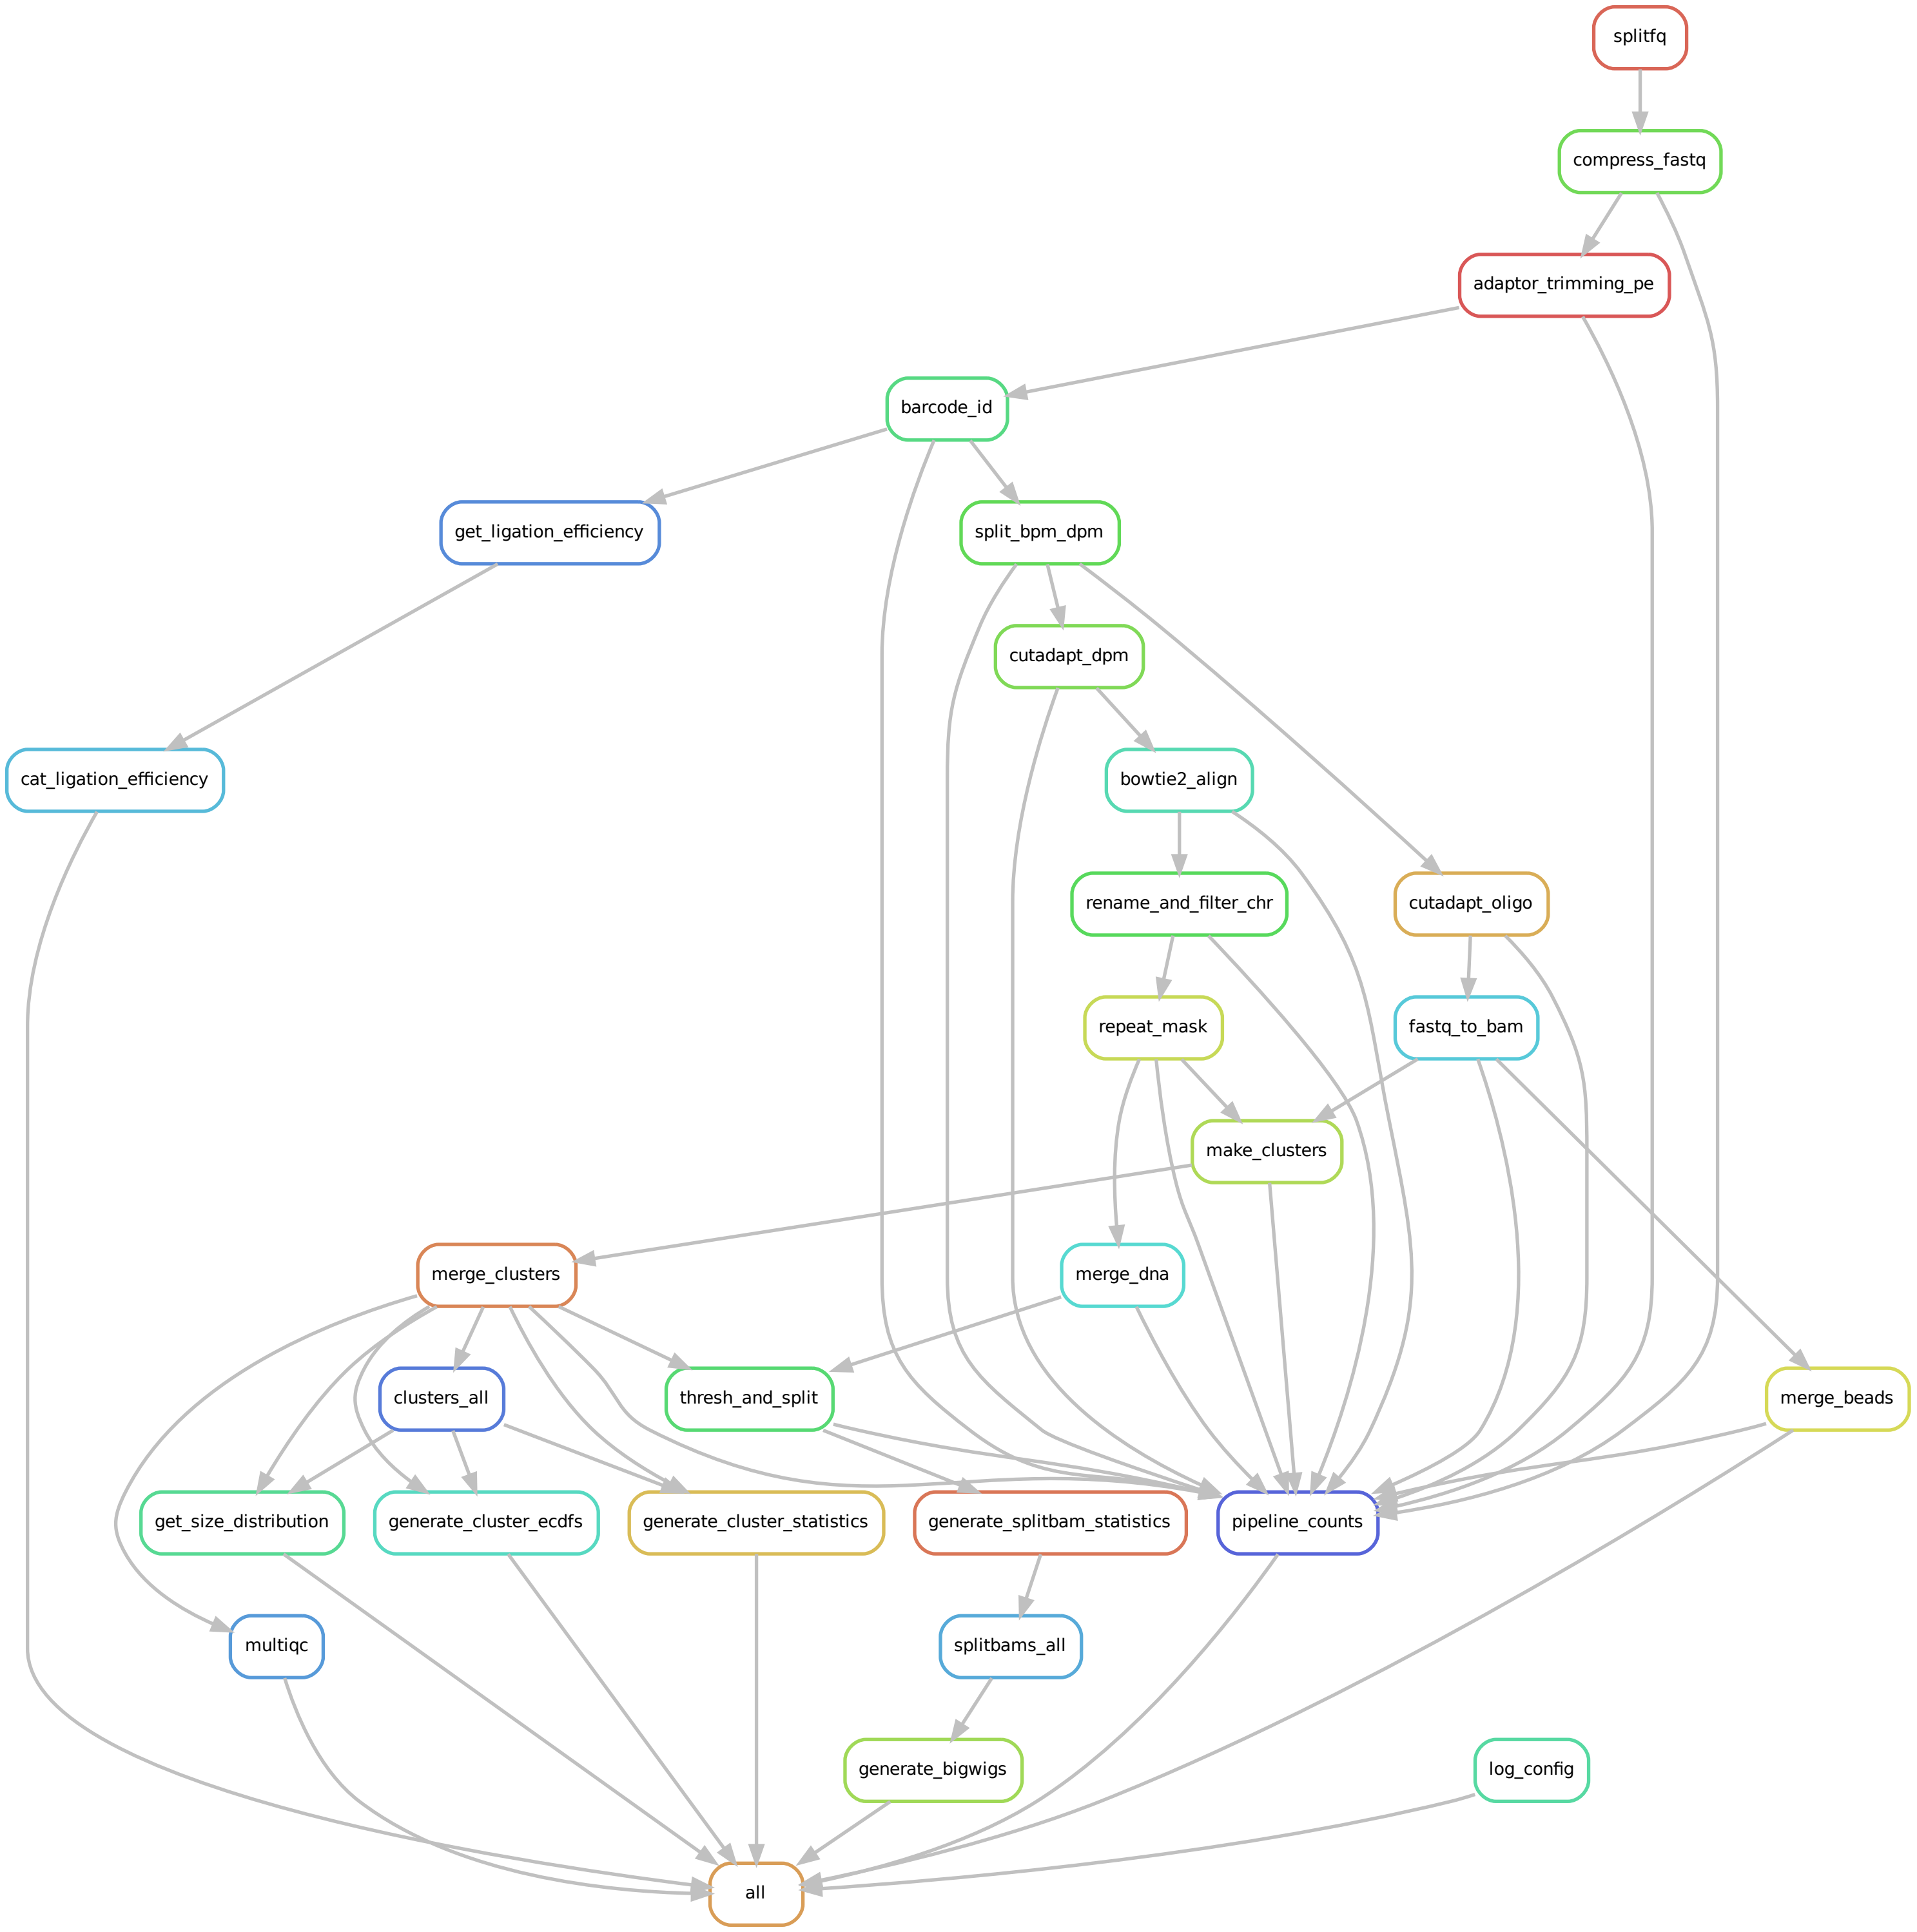 splitfq
compress_fastq
adaptor_trimming_pe
barcode_id
get_ligation_efficiency
split_bpm_dpm
cutadapt_dpm
cat_ligation_efficiency
bowtie2_align
rename_and_filter_chr
cutadapt_oligo
repeat_mask
fastq_to_bam
make_clusters
merge_clusters
merge_dna
clusters_all
thresh_and_split
merge_beads
get_size_distribution
generate_cluster_ecdfs
generate_cluster_statistics
generate_splitbam_statistics
pipeline_counts
multiqc
splitbams_all
generate_bigwigs
log_config
all